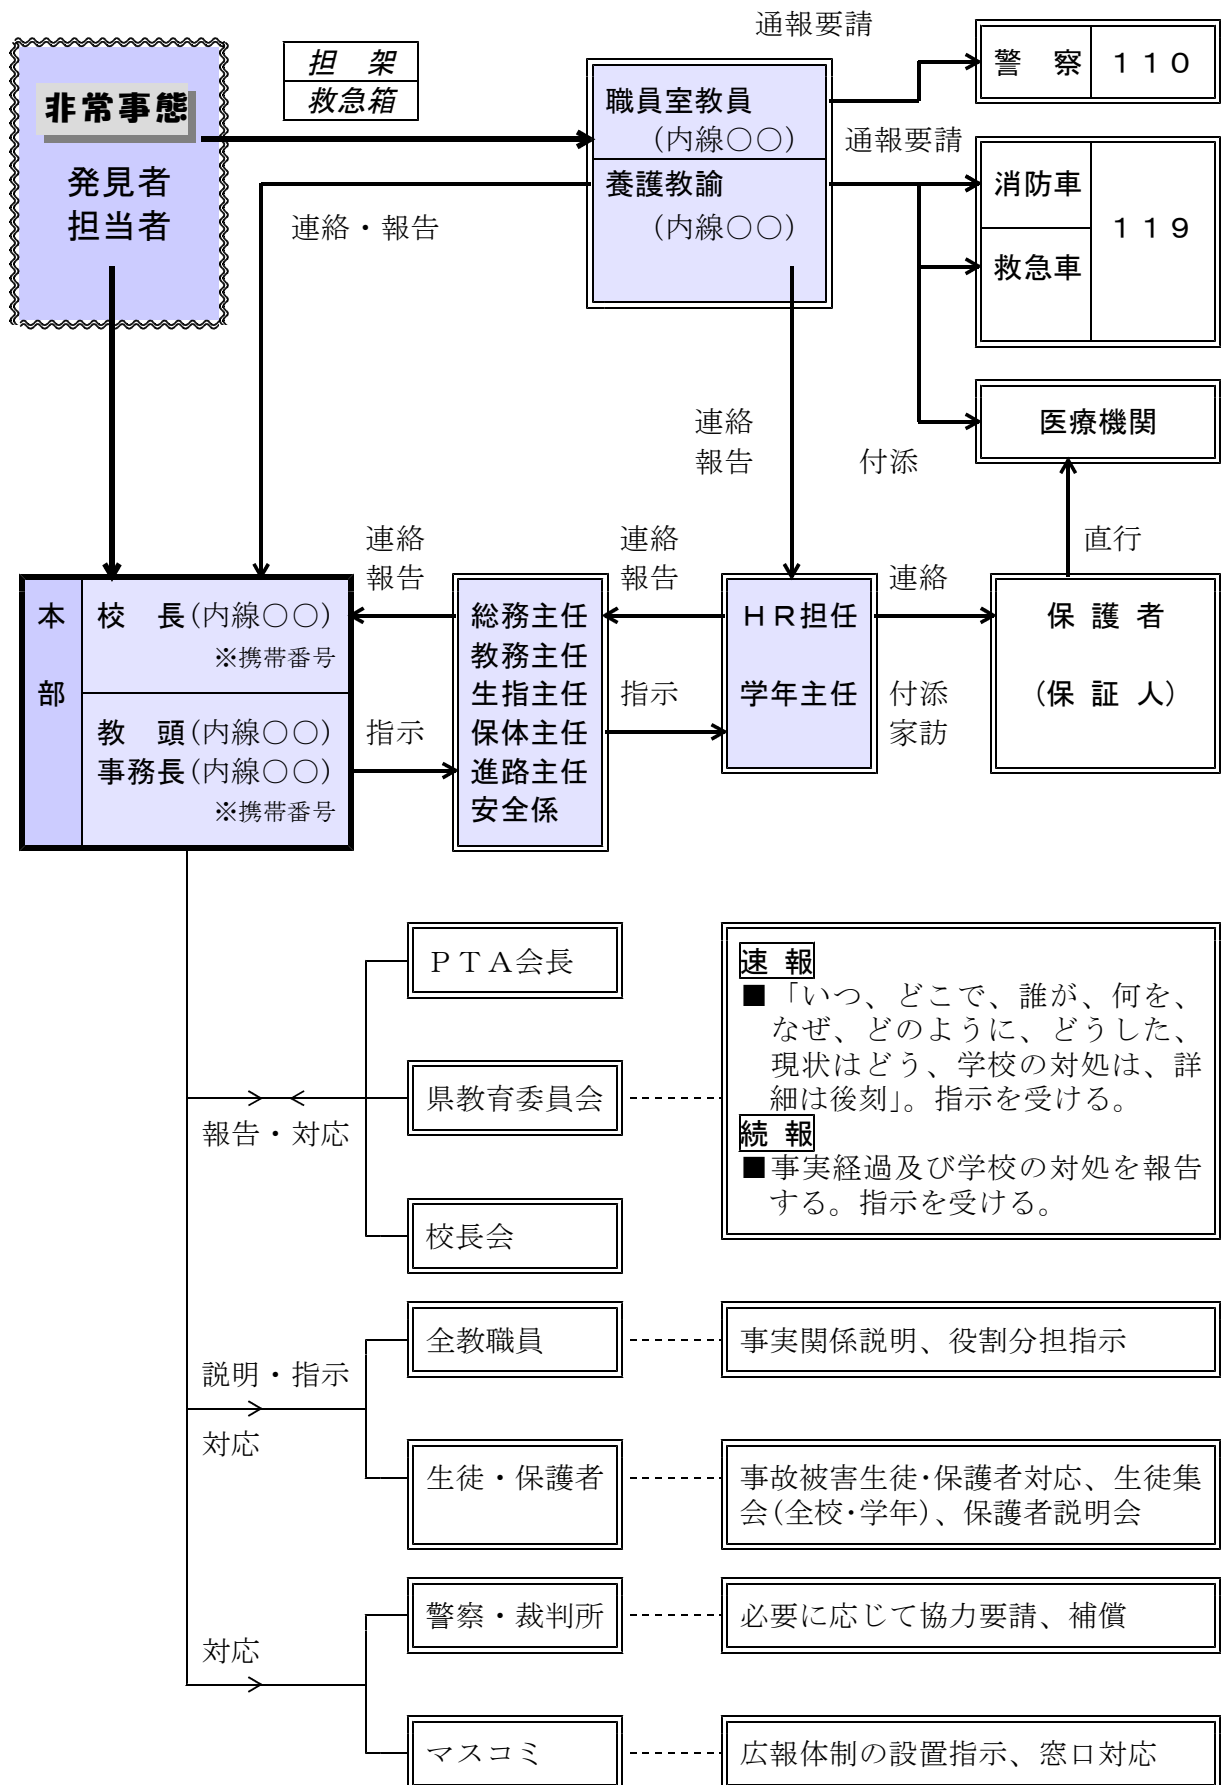 通報要請
担　架
救急箱
非常事態
発見者
担当者
職員室教員
(内線○○)
養護教諭
(内線○○)
警　察　１１０
通報要請
消防車
救急車
１１９
連絡・報告
医療機関
連絡
報告
付添
直行
連絡
報告
連絡
報告
連絡
本
部
校　長(内線○○)
※携帯番号
教　頭(内線○○)
事務長(内線○○)
※携帯番号
指示
総務主任
教務主任
生指主任
保体主任
進路主任
安全係
指示
ＨＲ担任
学年主任
付添
家訪
保 護 者
(保 証 人)
ＰＴＡ会長
県教育委員会
報告・対応
校長会
速 報
■「いつ、どこで、誰が、何を、
なぜ、どのように、どうした、
現状はどう、学校の対処は、詳
細は後刻」。指示を受ける。
続 報
■事実経過及び学校の対処を報告
する。指示を受ける。
全教職員
事実関係説明、役割分担指示
説明・指示
対応
生徒・保護者
事故被害生徒・保護者対応、生徒集
会(全校・学年)、保護者説明会
警察・裁判所
必要に応じて協力要請、補償
対応
マスコミ
広報体制の設置指示、窓口対応